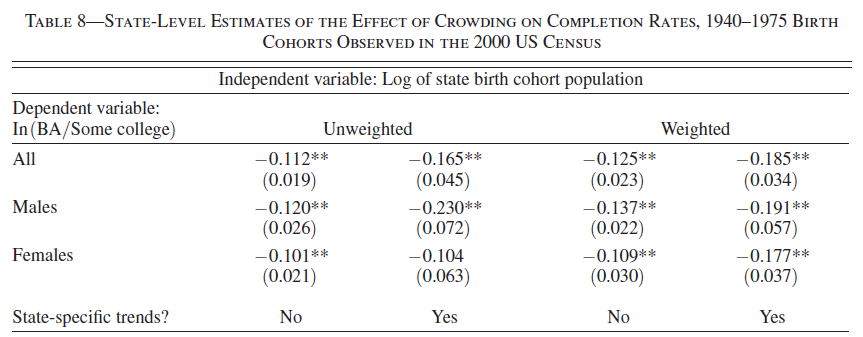 TABLE 8—STATE-LEVEL ESTIMATES OF THE EFFECT OF CROWDING ON COMPLETION RATES, 1940–1975 BIRTH
COHORTS OBSERVED IN THE 2000 US CENSUS
Independent variable: Log of state birth cohort population
Dependent variable:
ln(BA/Some college) Unweighted Weighted
All −0.112** −0.165** −0.125** −0.185**
(0.019) (0.045) (0.023) (0.034)
Males −0.120** −0.230** −0.137** −0.191**
(0.026) (0.072) (0.022) (0.057)
Females −0.101** −0.104 −0.109** −0.177**
(0.021) (0.063) (0.030) (0.037)
State-specific trends? No Yes No Yes